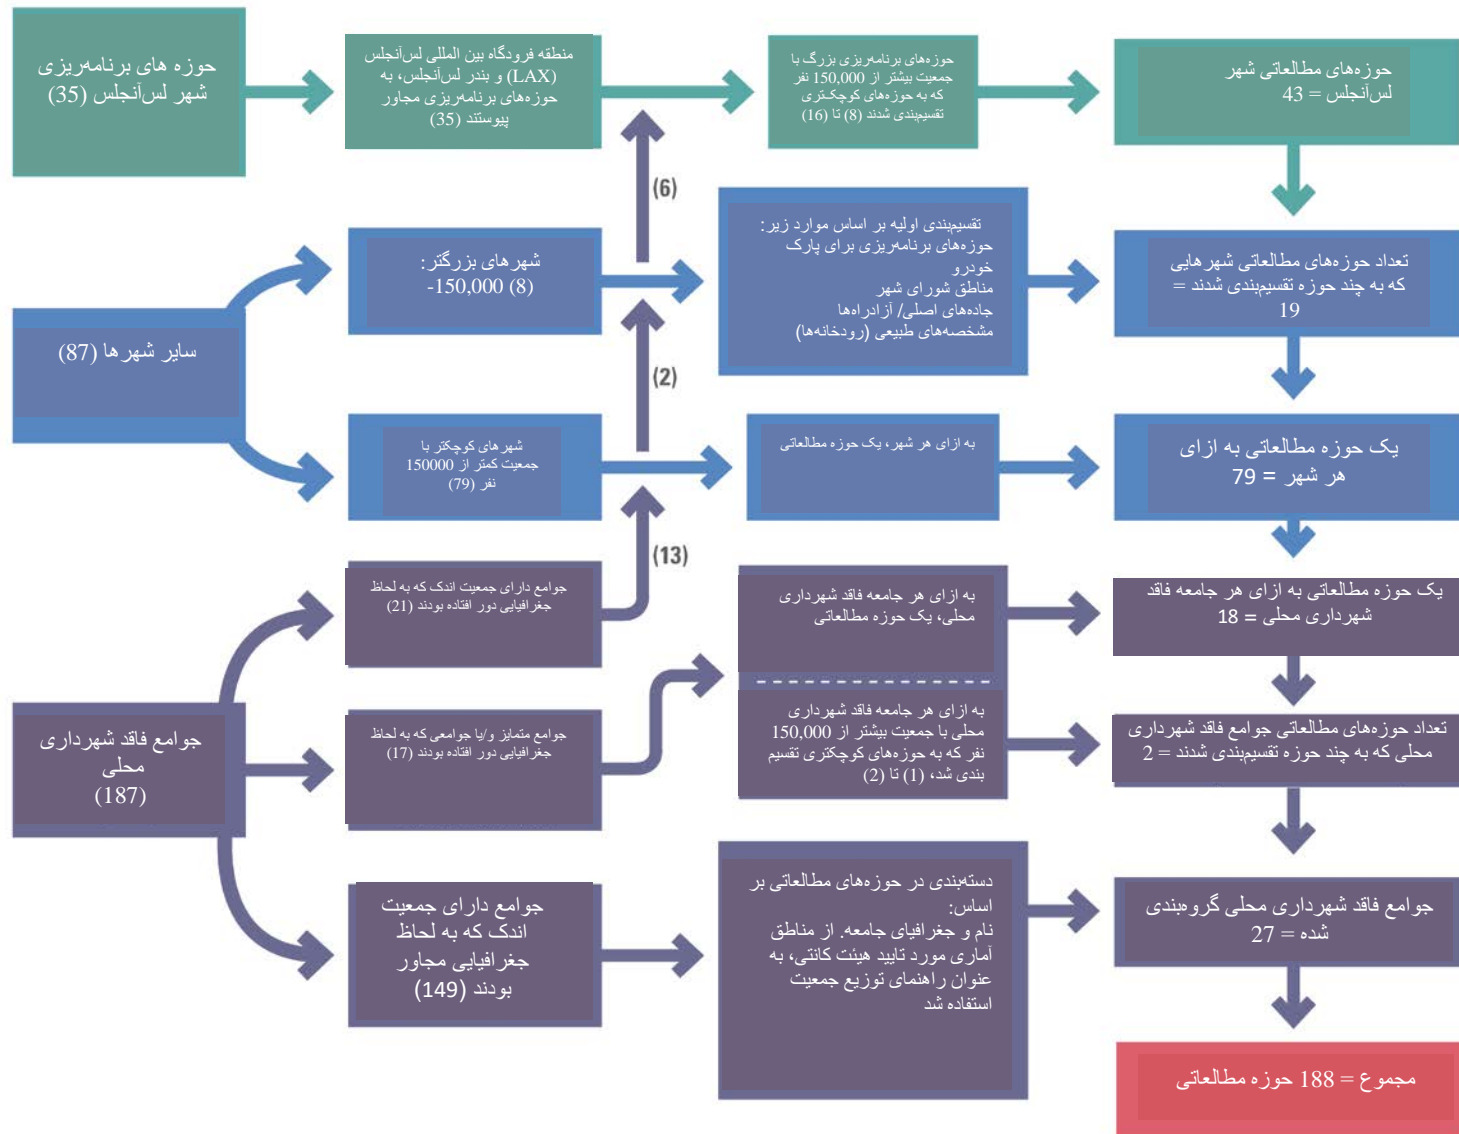 حوزه های برنامه‌ریزی
شهر لس‌آنجلس (35)
منطقه فرودگاه بین المللی لس‌آنجلس
(LAX) و بندر لس‌آنجلس، به
حوزه‌های برنامه‌ریزی مجاور
پیوستند (35)
حوزه‌های برنامه‌ریزی بزرگ با
جمعیت بیشتر از 150,000 نفر
که به حوزه‌های کوچک‌تری
تقسیم‌بندی شدند (8) تا (16)
حوزه‌های مطالعاتی شهر
لس‌آنجلس = 43
(6)
سایر شهرها (87)
شهرهای بزرگتر:
-150,000 (8)
تقسیم‌بندی اولیه بر اساس موارد زیر:
حوزه‌های برنامه‌ریزی برای پارک
خودرو
مناطق شورای شهر
جاده‌های اصلی/ آزادراه‌ها
مشخصه‌های طبیعی (رودخانه‌ها)
تعداد حوزه‌های مطالعاتی شهرهایی
که به چند حوزه تقسیم‌بندی شدند =
19
(2)
شهرهای کوچکتر با
جمعیت کمتر از 150000
نفر (79)
به ازای هر شهر، یک حوزه مطالعاتی
یک حوزه مطالعاتی به ازای
هر شهر = 79
(13)
جوامع فاقد شهرداری
محلی
(187)
جوامع دارای جمعیت اندک که به لحاظ
جغرافیایی دور افتاده بودند (21)
به ازای هر جامعه فاقد شهرداری
محلی، یک حوزه مطالعاتی
یک حوزه مطالعاتی به ازای هر جامعه فاقد
شهرداری محلی = 18
جوامع متمایز و/یا جوامعی که به لحاظ
جغرافیایی دور افتاده بودند (17)
به ازای هر جامعه فاقد شهرداری
محلی با جمعیت بیشتر از 150,000
نفر که به حوزه‌های کوچکتری تقسیم
بندی شد، (1) تا (2)
تعداد حوزه‌های مطالعاتی جوامع فاقد شهرداری
محلی که به چند حوزه تقسیم‌بندی شدند = 2
جوامع دارای جمعیت
اندک که به لحاظ
جغرافیایی مجاور
بودند (149)
دسته‌بندی در حوزه‌های مطالعاتی بر
اساس:
نام و جغرافیای جامعه. از مناطق
آماری مورد تایید هیئت کانتی، به
عنوان راهنمای توزیع جمعیت
استفاده شد
جوامع فاقد شهرداری محلی گروه‌بندی
شده = 27
مجموع = 188 حوزه مطالعاتی